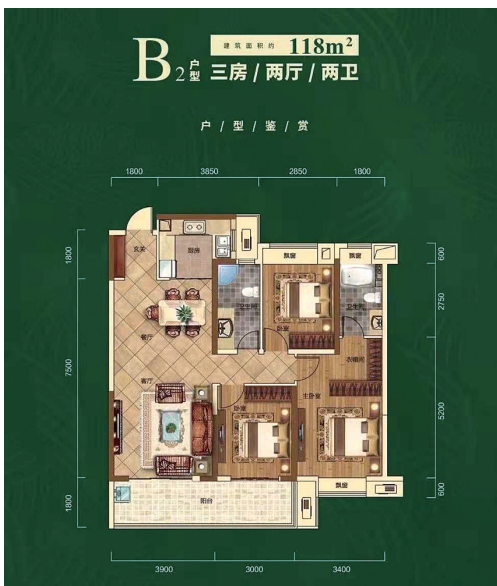 建筑面积约 118m²
B2户型 三房/两厅/两卫
户/型/鉴/赏
1800 3850 2850 1800
1800
7500
1800
600
2750
5200
600
玄关
厨房
飘窗
飘窗
卫生间
卧室
卫生间
餐厅
衣帽间
客厅
卧室
主卧室
飘窗
阳台
3900 3000 3400